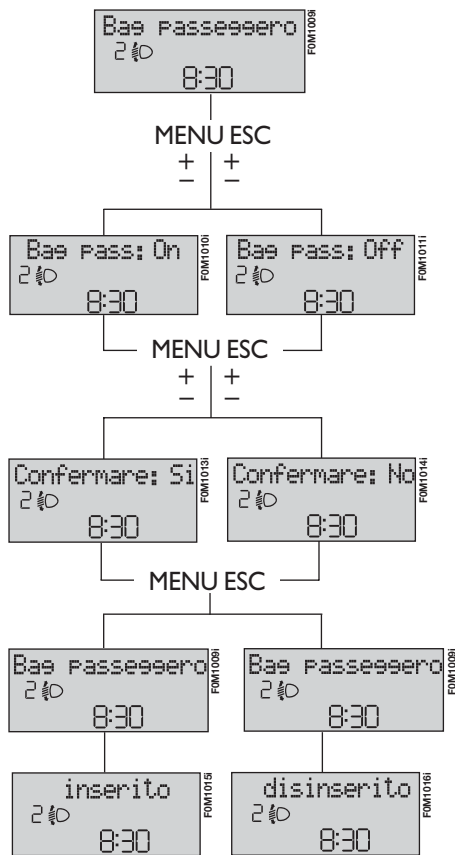 Bag passeggero
2
8:30
F0M1009i
MENU ESC
+ +
− −
Bag pass: On
2
8:30
F0M1010i
Bag pass: Off
2
8:30
F0M1011i
MENU ESC
+ +
− −
Confermare: Si
2
8:30
F0M1013i
Confermare: No
2
8:30
F0M1014i
MENU ESC
Bag passeggero
2
8:30
F0M1009i
Bag passeggero
2
8:30
F0M1009i
inserito
2
8:30
F0M1015i
disinserito
2
8:30
F0M1016i